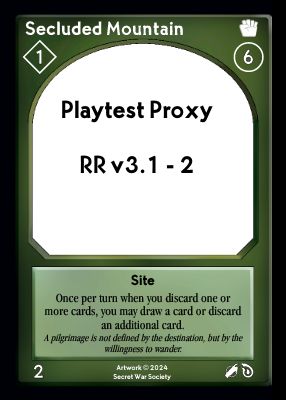 Secluded Mountain
1
6
Playtest Proxy
RR v3.1 - 2
Site
Once per turn when you discard one or
more cards, you may draw a card or discard
an additional card.
A pilgrimage is not defined by the destination, but by the
willingness to wander.
2
Artwork © 2024
Secret War Society